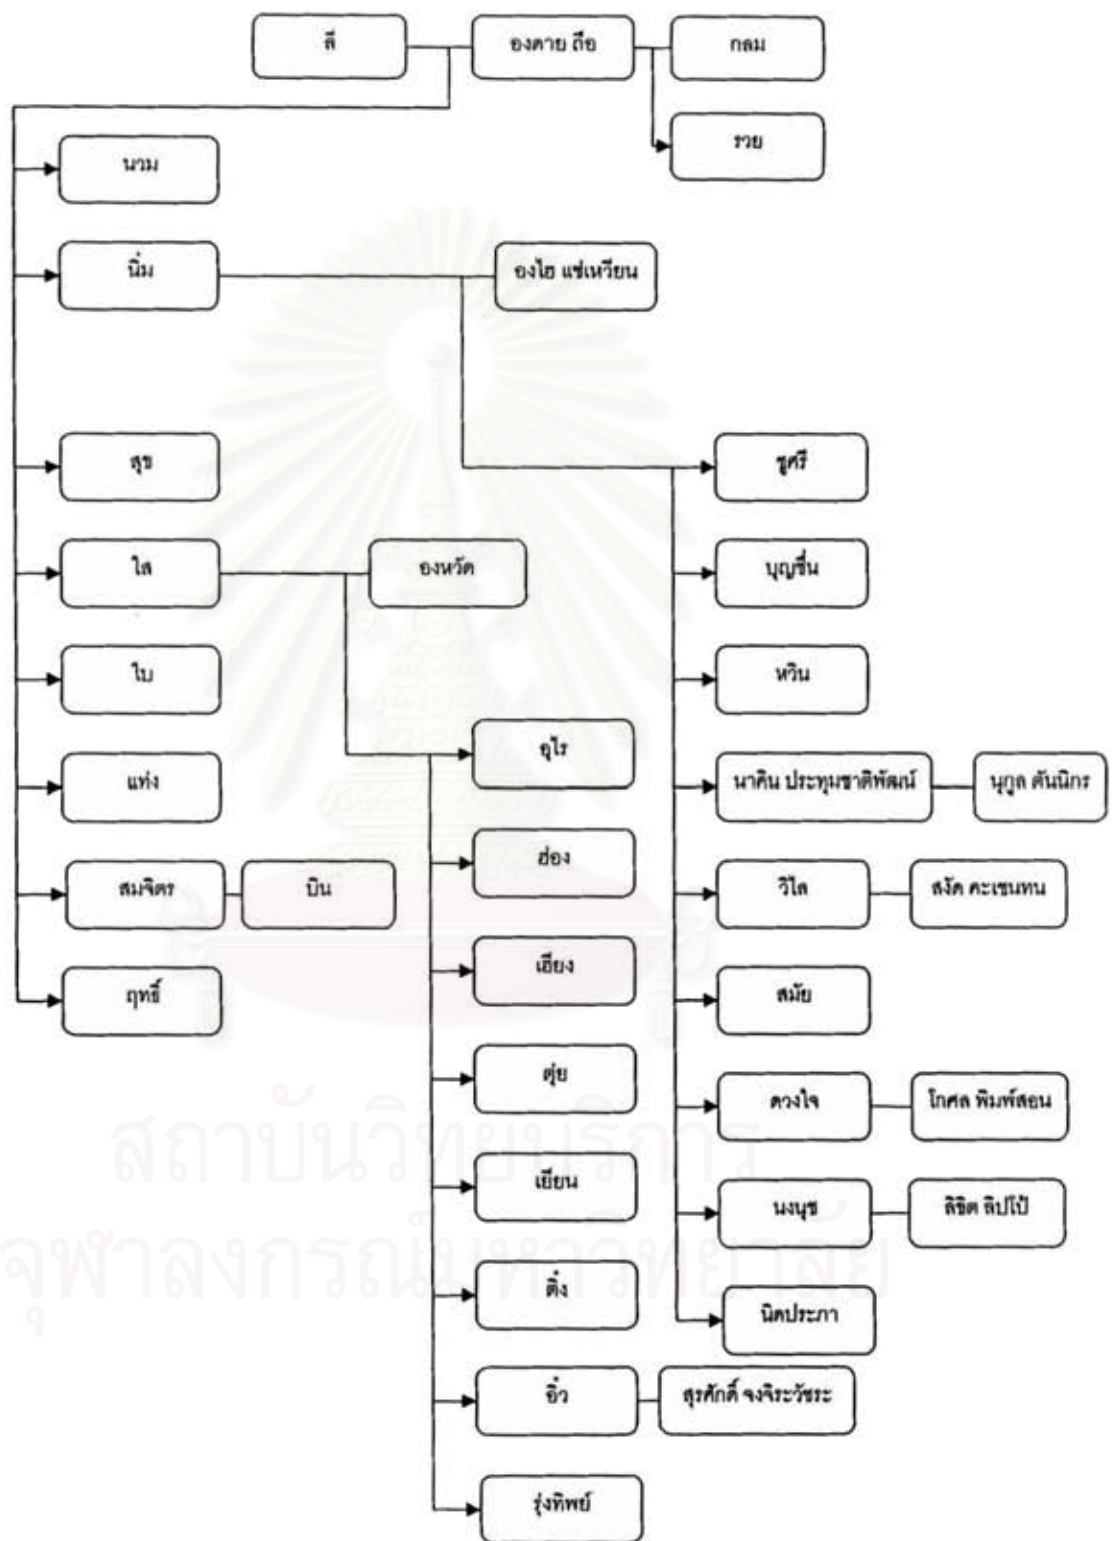 ลี
องตาย ถือ
กลม
รวย
นวม
นิ่ม
องไฮ แซ่เหวียน
สุข
ชูศรี
ใส
องหวัด
บุญชื่น
ใบ
หวิน
อุไร
แท่ง
นาคิน ประทุมชาติพัฒน์
นุกูล ตันนิกร
ฮ่อง
สมจิตร
บิน
วิไล
สงัด คะเชนทน
เฮียง
ฤทธิ์
สมัย
ตุ่ย
ดวงใจ
โกศล พิมพ์สอน
เยียน
นงนุช
ลิขิต ลิปโป้
ติ๋ง
นิดประภา
อิ๋ว
สุรศักดิ์ จงจิระวัชระ
รุ่งทิพย์
สถาบันวิทยบริการ
จุฬาลงกรณ์มหาวิทยาลัย